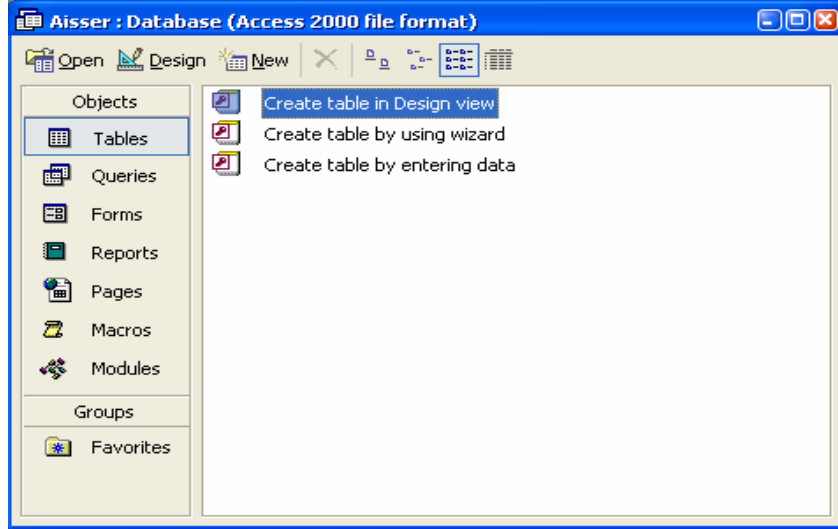 Aisser : Database (Access 2000 file format)
Open Design New
Objects
Tables
Queries
Forms
Reports
Pages
Macros
Modules
Groups
Favorites
Create table in Design view
Create table by using wizard
Create table by entering data